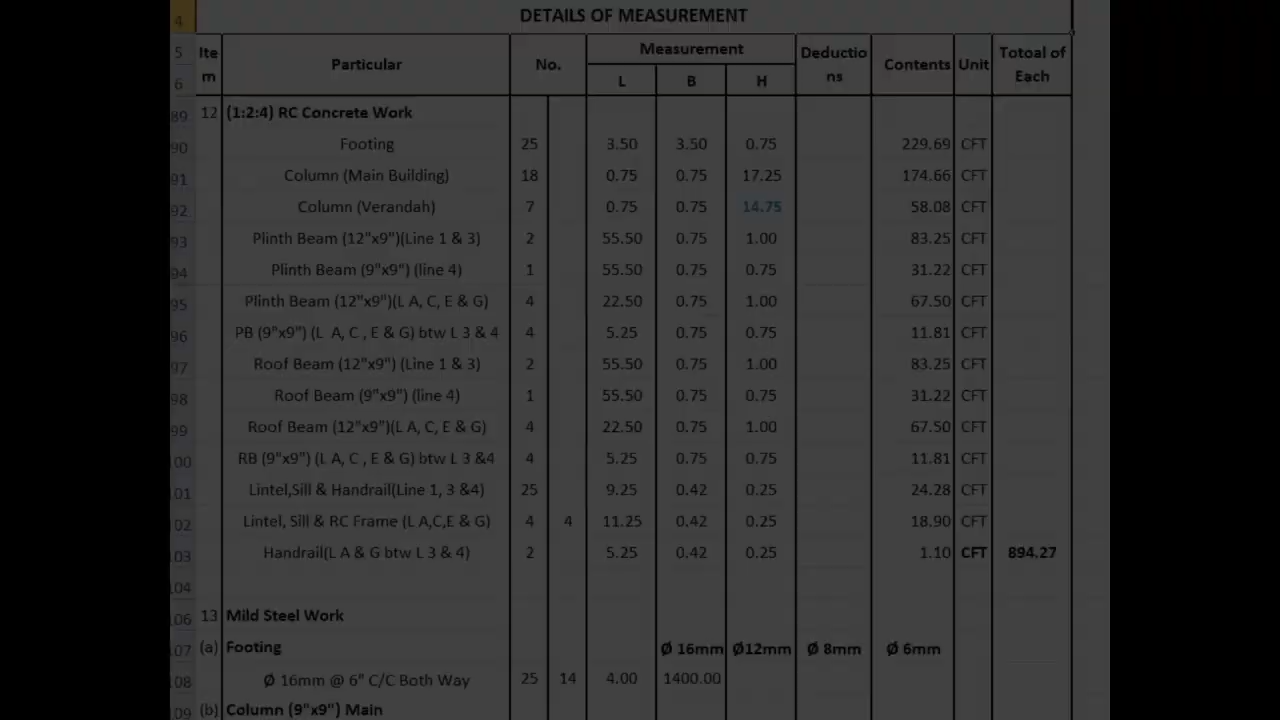 4 DETAILS OF MEASUREMENT
5 Ite Particular No. Measurement Deductio Contents Unit Totoal of
6 m L B H ns Each
89 12 (1:2:4) RC Concrete Work
90 Footing 25 3.50 3.50 0.75 229.69 CFT
91 Column (Main Building) 18 0.75 0.75 17.25 174.66 CFT
92 Column (Verandah) 7 0.75 0.75 14.75 58.08 CFT
93 Plinth Beam (12"x9")(Line 1 & 3) 2 55.50 0.75 1.00 83.25 CFT
94 Plinth Beam (9"x9") (line 4) 1 55.50 0.75 0.75 31.22 CFT
95 Plinth Beam (12"x9")(L A, C, E & G) 4 22.50 0.75 1.00 67.50 CFT
96 PB (9"x9") (L A, C , E & G) btw L 3 & 4 4 5.25 0.75 0.75 11.81 CFT
97 Roof Beam (12"x9") (Line 1 & 3) 2 55.50 0.75 1.00 83.25 CFT
98 Roof Beam (9"x9") (line 4) 1 55.50 0.75 0.75 31.22 CFT
99 Roof Beam (12"x9")(L A, C, E & G) 4 22.50 0.75 1.00 67.50 CFT
00 RB (9"x9") (L A, C , E & G) btw L 3 &4 4 5.25 0.75 0.75 11.81 CFT
01 Lintel,Sill & Handrail(Line 1, 3 &4) 25 9.25 0.42 0.25 24.28 CFT
02 Lintel, Sill & RC Frame (L A,C,E & G) 4 4 11.25 0.42 0.25 18.90 CFT
03 Handrail(L A & G btw L 3 & 4) 2 5.25 0.42 0.25 1.10 CFT 894.27
04
06 13 Mild Steel Work
07 (a) Footing Ø 16mm Ø12mm Ø 8mm Ø 6mm
08 Ø 16mm @ 6" C/C Both Way 25 14 4.00 1400.00
09 (b) Column (9"x9") Main